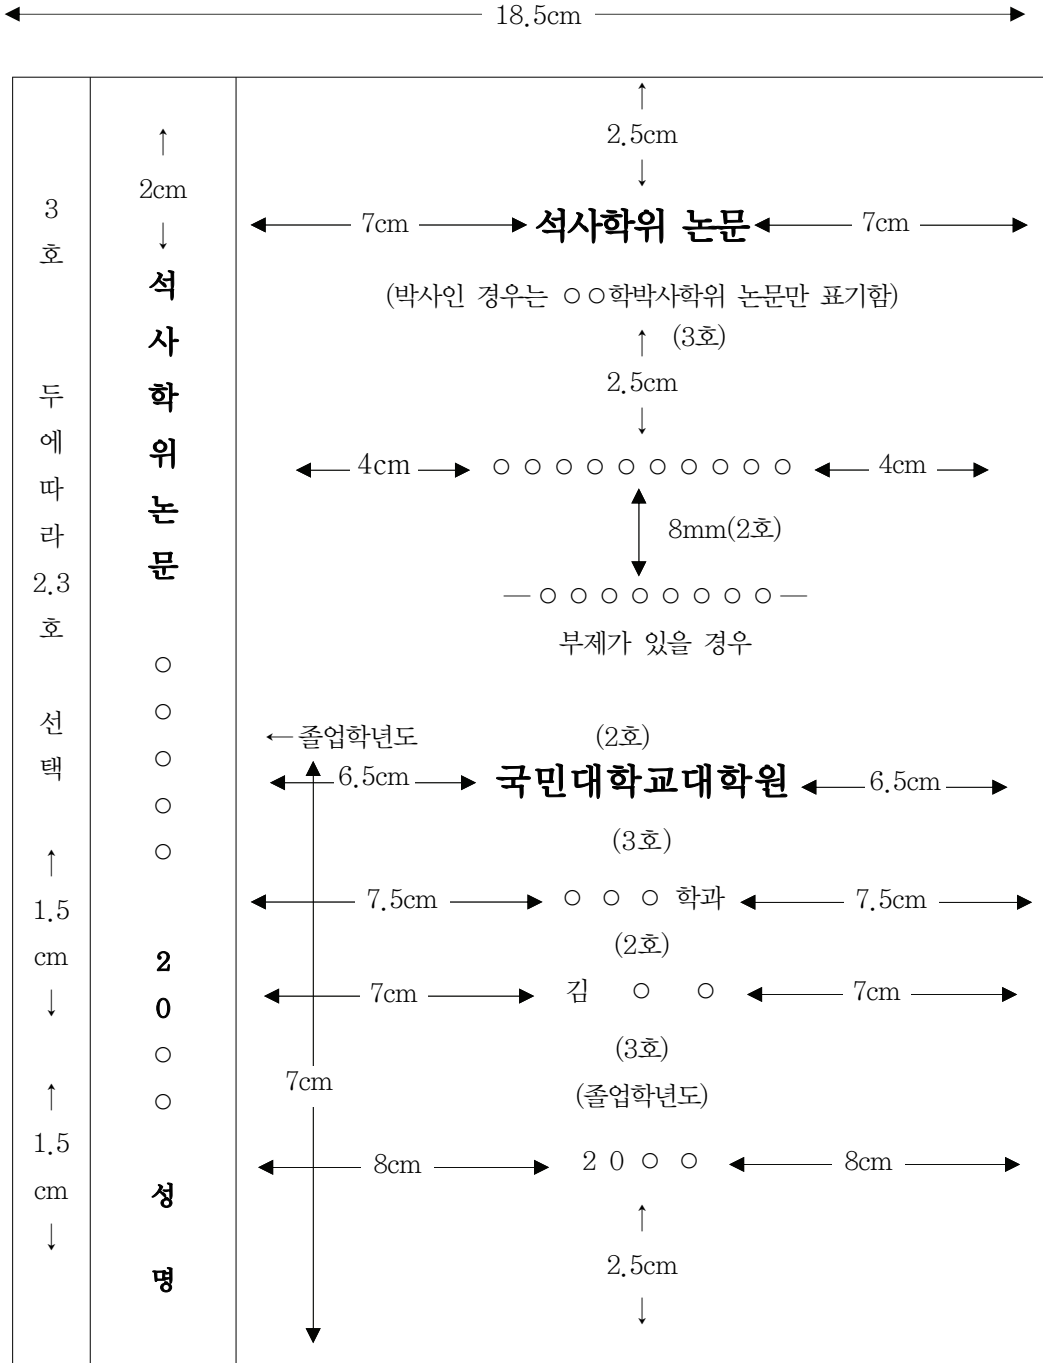 18.5cm
3
호
두
에
따
라
2.3
호
선
택
↑
1.5
cm
↓
↑
1.5
cm
↓
↑
2cm
↓
석
사
학
위
논
문
○
○
○
○
○
2
0
○
○
성
명
↑
2.5cm
↓
7cm 석사학위 논문 7cm
(박사인 경우는 ○○학박사학위 논문만 표기함)
↑ (3호)
2.5cm
↓
4cm ○○○○○○○○○○ 4cm
8mm(2호)
—○○○○○○○○—
부제가 있을 경우
←졸업학년도 (2호)
6.5cm 국민대학교대학원 6.5cm
(3호)
7.5cm ○ ○ ○ 학과 7.5cm
(2호)
7cm 김 ○ ○ 7cm
(3호)
7cm
(졸업학년도)
8cm 2 0 ○ ○ 8cm
↑
2.5cm
↓